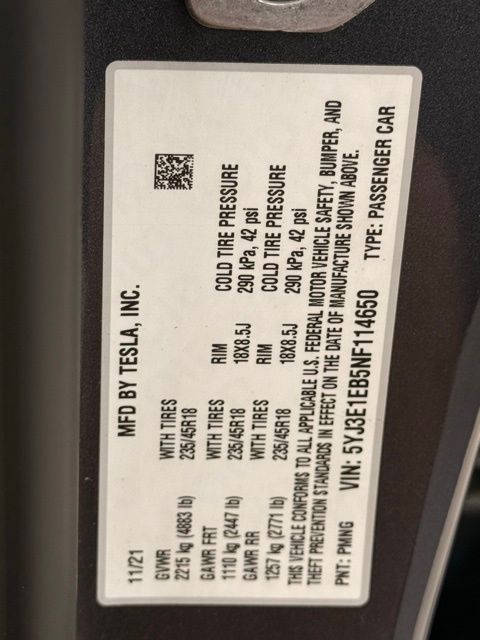 11/21 MFD BY TESLA, INC.
GVWR
2215 kg (4883 lb) WITH TIRES RIM COLD TIRE PRESSURE
GAWR FRT 235/45R18 18X8.5J 290 kPa, 42 psi
1110 kg (2447 lb) WITH TIRES RIM COLD TIRE PRESSURE
GAWR RR 235/45R18 18X8.5J 290 kPa, 42 psi
1257 kg (2771 lb)
THIS VEHICLE CONFORMS TO ALL APPLICABLE U.S. FEDERAL MOTOR VEHICLE SAFETY, BUMPER, AND
THEFT PREVENTION STANDARDS IN EFFECT ON THE DATE OF MANUFACTURE SHOWN ABOVE.
PNT: PMNG VIN: 5YJ3E1EB5NF114650 TYPE: PASSENGER CAR